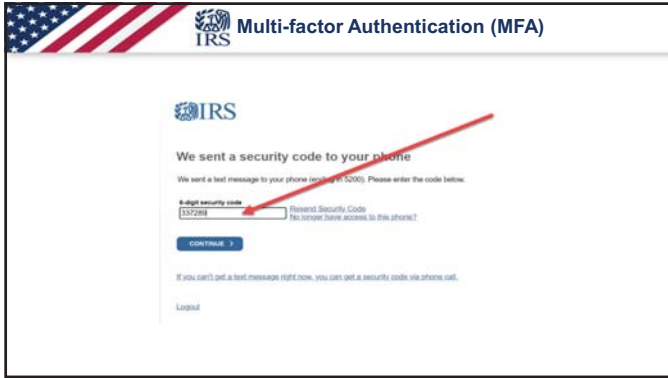 IRS
Multi-factor Authentication (MFA)
IRS
We sent a security code to your phone
We sent a text message to your phone (ending in 5200). Please enter the code below.
6-digit security code
337289
Resend Security Code
No longer have access to this phone?
CONTINUE >
If you can't get a text message right now, you can get a security code via phone call.
Logout